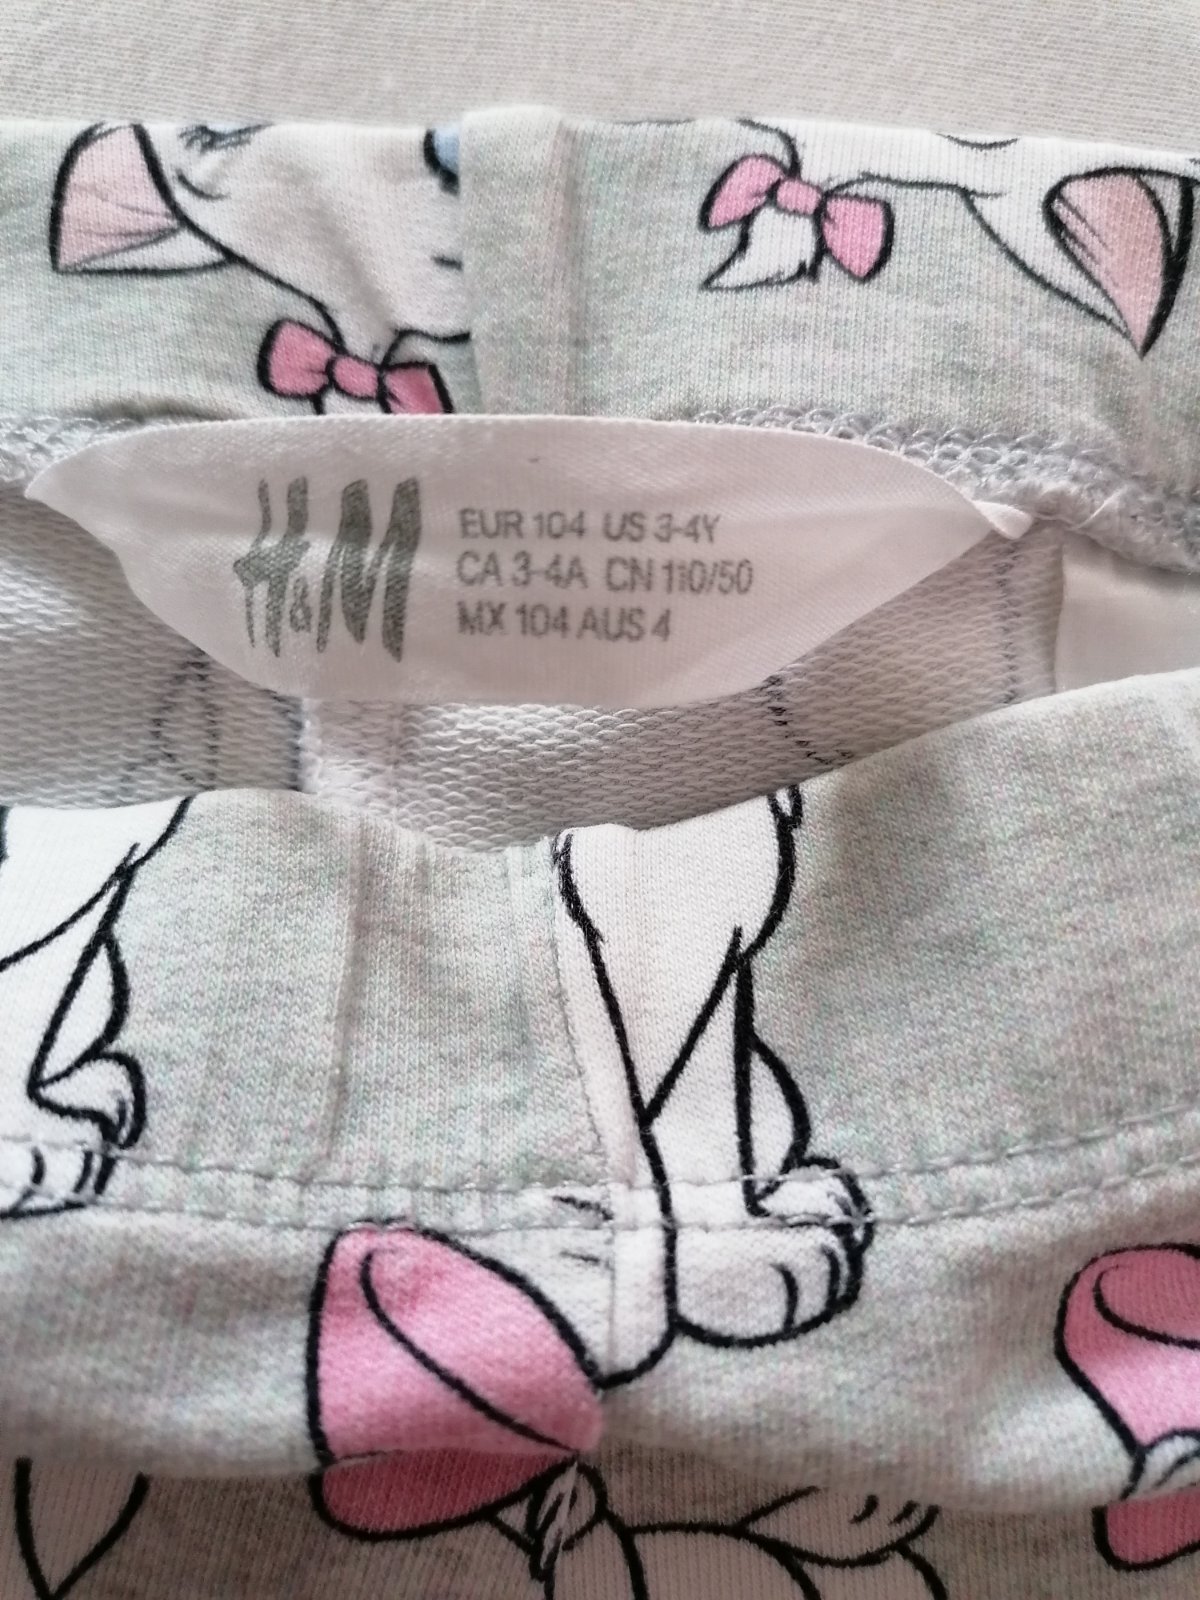 H&M
EUR 104 US 3-4Y
CA 3-4A CN 110/50
MX 104 AUS 4